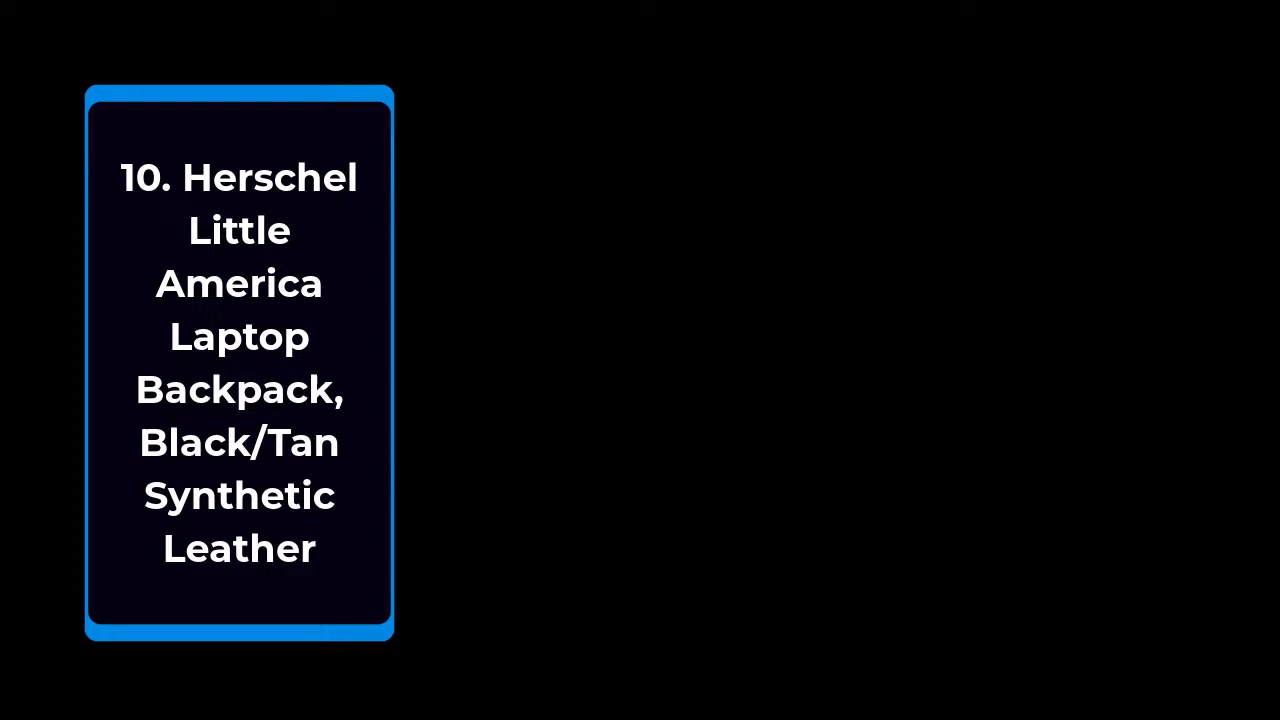 10. Herschel
Little
America
Laptop
Backpack,
Black/Tan
Synthetic
Leather